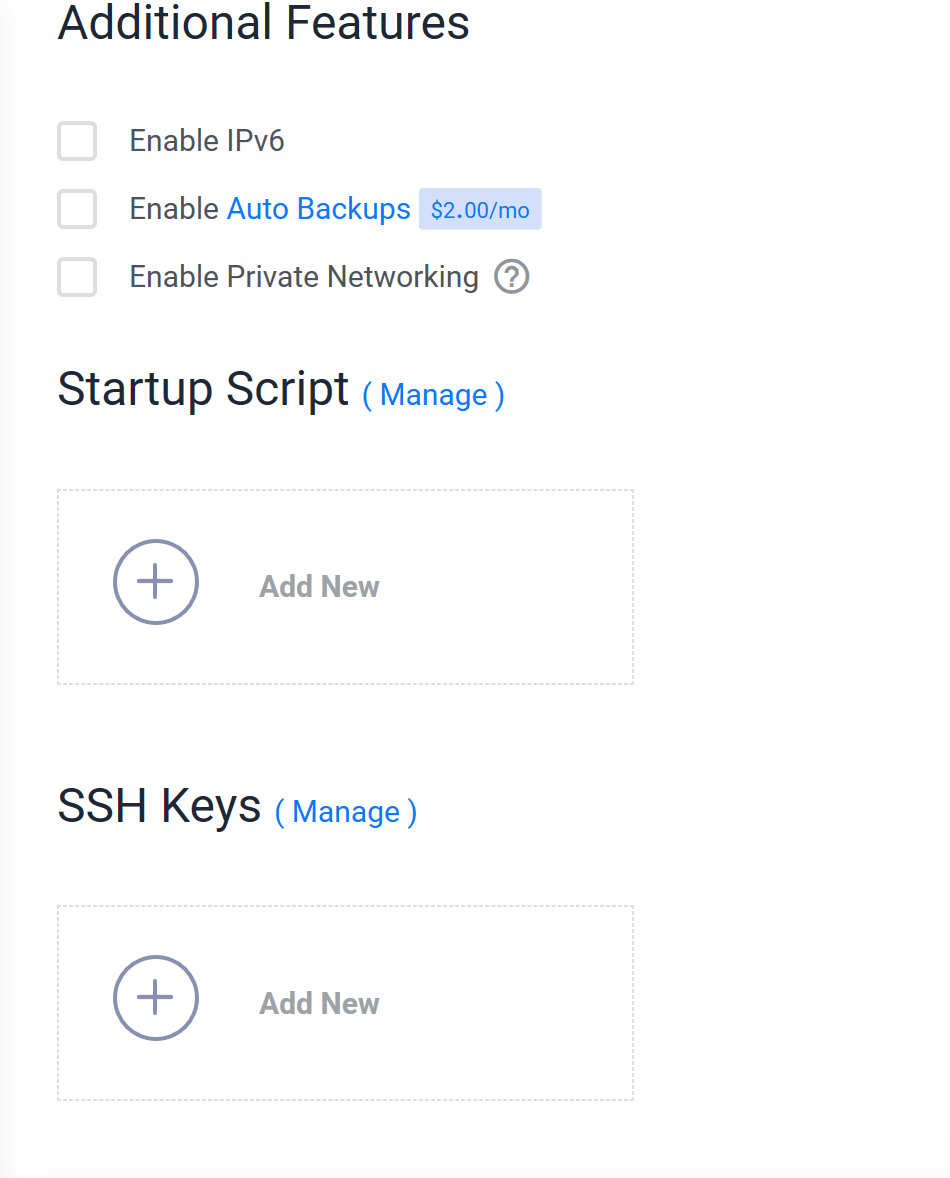 Additional Features
Enable IPv6
Enable Auto Backups $2.00/mo
Enable Private Networking ?
Startup Script ( Manage )
Add New
SSH Keys ( Manage )
Add New